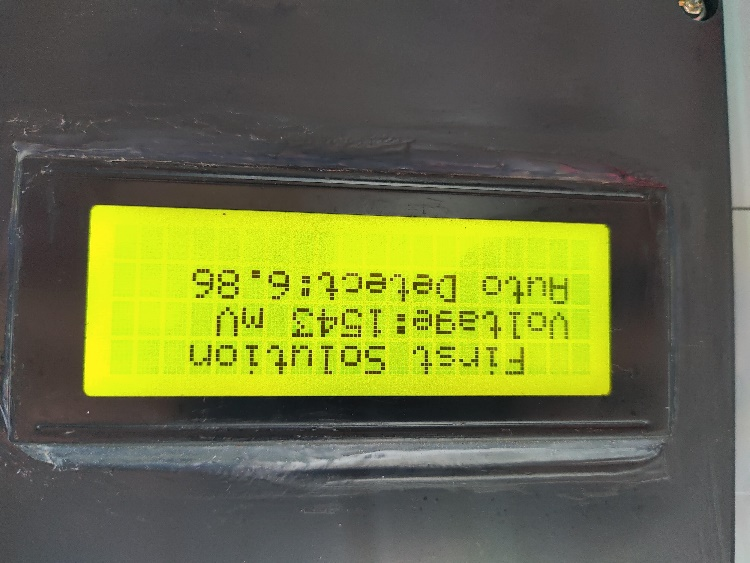 First Solution
Voltage:1543 mV
Auto Detect:6.86